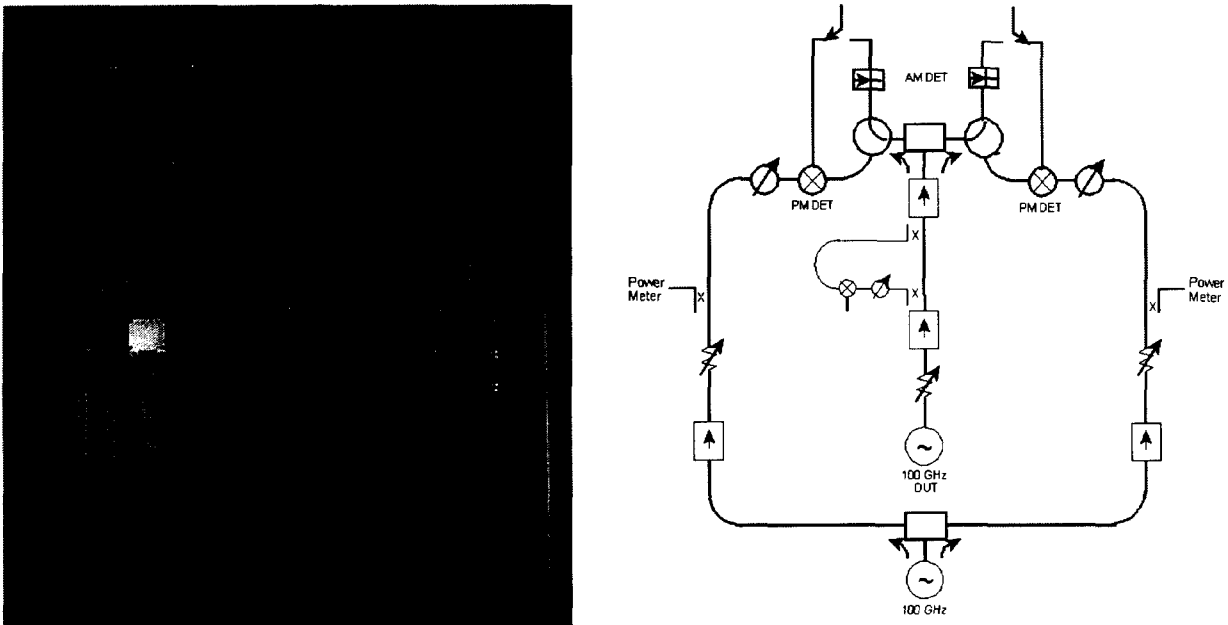 AM DET
PM DET
PM DET
X
Power
Meter
X
X
Power
Meter
X
~
100 GHz
DUT
~
100 GHz